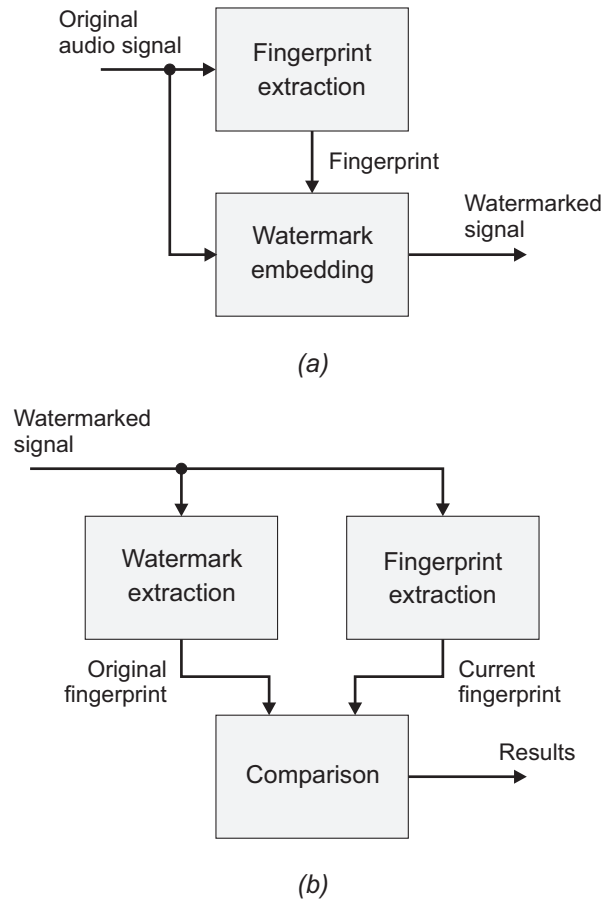 Original
audio signal
Fingerprint
extraction
Fingerprint
Watermarked
signal
Watermark
embedding
(a)
Watermarked
signal
Watermark
extraction
Fingerprint
extraction
Original
fingerprint
Current
fingerprint
Comparison
Results
(b)